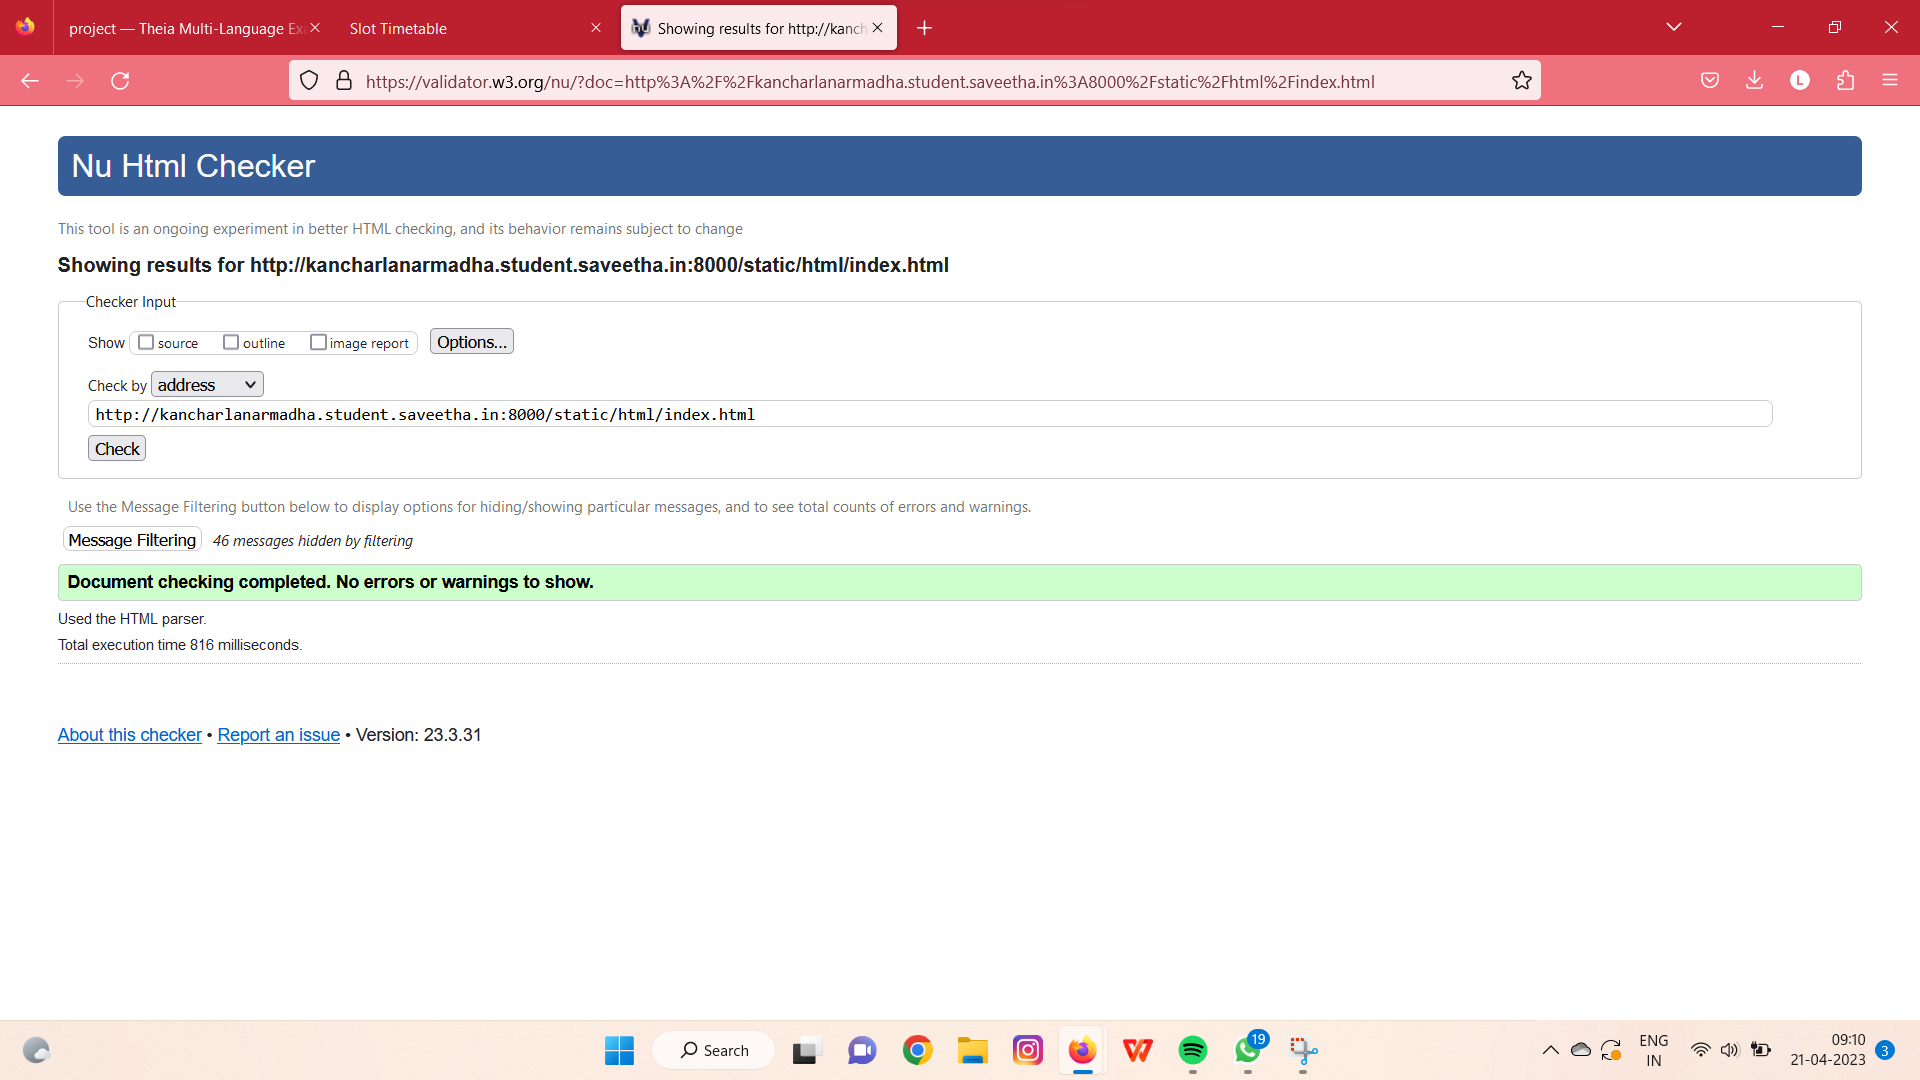 project — Theia Multi-Language Ex
Slot Timetable
Showing results for http://kanch
https://validator.w3.org/nu/?doc=http%3A%2F%2Fkancharlanarmadha.student.saveetha.in%3A8000%2Fstatic%2Fhtml%2Findex.html
L
Nu Html Checker
This tool is an ongoing experiment in better HTML checking, and its behavior remains subject to change
Showing results for http://kancharlanarmadha.student.saveetha.in:8000/static/html/index.html
Checker Input
Show source outline image report Options...
Check by address
http://kancharlanarmadha.student.saveetha.in:8000/static/html/index.html
Check
Use the Message Filtering button below to display options for hiding/showing particular messages, and to see total counts of errors and warnings.
Message Filtering 46 messages hidden by filtering
Document checking completed. No errors or warnings to show.
Used the HTML parser.
Total execution time 816 milliseconds.
About this checker • Report an issue • Version: 23.3.31
Search
19
ENG
IN
09:10
21-04-2023
3